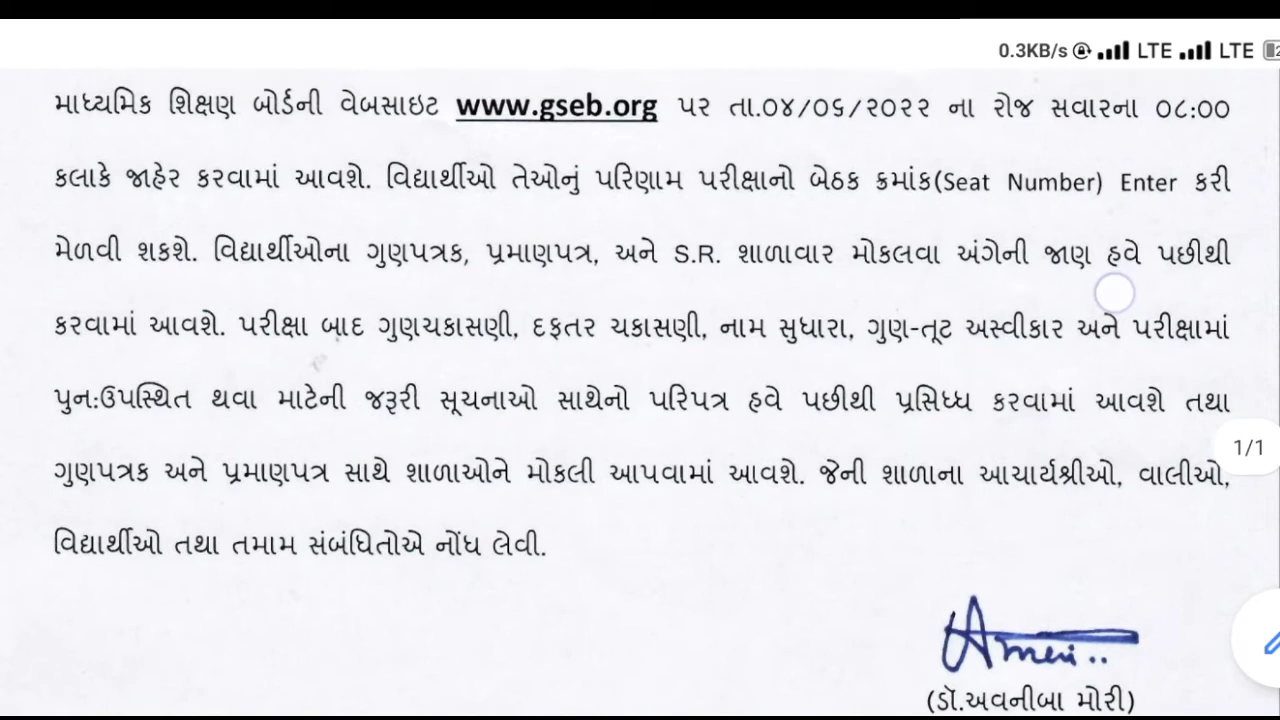 0.3KB/s LTE LTE
માધ્યમિક શિક્ષણ બોર્ડની વેબસાઇટ www.gseb.org પર તા.૦૪/૦૬/૨૦૨૨ ના રોજ સવારના ૦૮:૦૦
કલાકે જાહેર કરવામાં આવશે. વિદ્યાર્થીઓ તેઓનું પરિણામ પરીક્ષાનો બેઠક ક્રમાંક(Seat Number) Enter કરી
મેળવી શકશે. વિદ્યાર્થીઓના ગુણપત્રક, પ્રમાણપત્ર, અને S.R. શાળાવાર મોકલવા અંગેની જાણ હવે પછીથી
કરવામાં આવશે. પરીક્ષા બાદ ગુણચકાસણી, દફતર ચકાસણી, નામ સુધારા, ગુણ-તૂટ અસ્વીકાર અને પરીક્ષામાં
પુન:ઉપસ્થિત થવા માટેની જરૂરી સૂચનાઓ સાથેનો પરિપત્ર હવે પછીથી પ્રસિધ્ધ કરવામાં આવશે તથા
1/1
ગુણપત્રક અને પ્રમાણપત્ર સાથે શાળાઓને મોકલી આપવામાં આવશે. જેની શાળાના આચાર્યશ્રીઓ, વાલીઓ,
વિદ્યાર્થીઓ તથા તમામ સંબંધિતોએ નોંધ લેવી.
(ડૉ.અવનીબા મોરી)